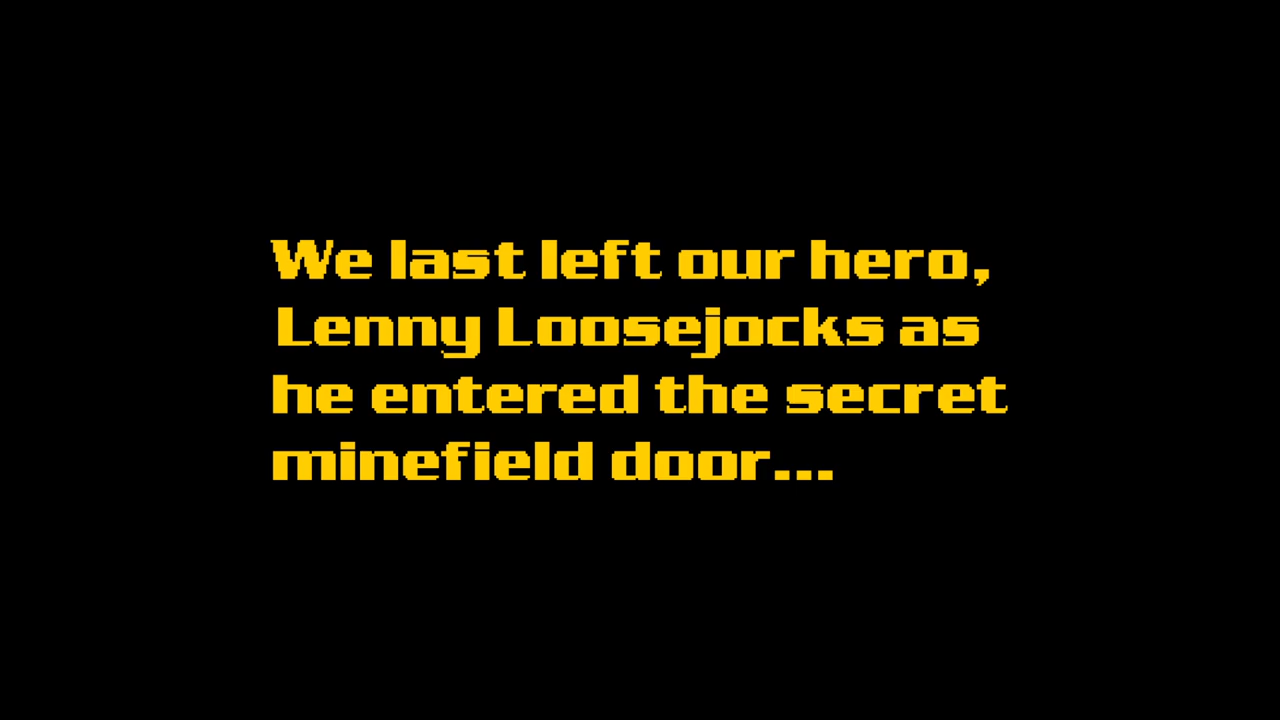 We last left our hero,
Lenny Loosejocks as
he entered the secret
minefield door...